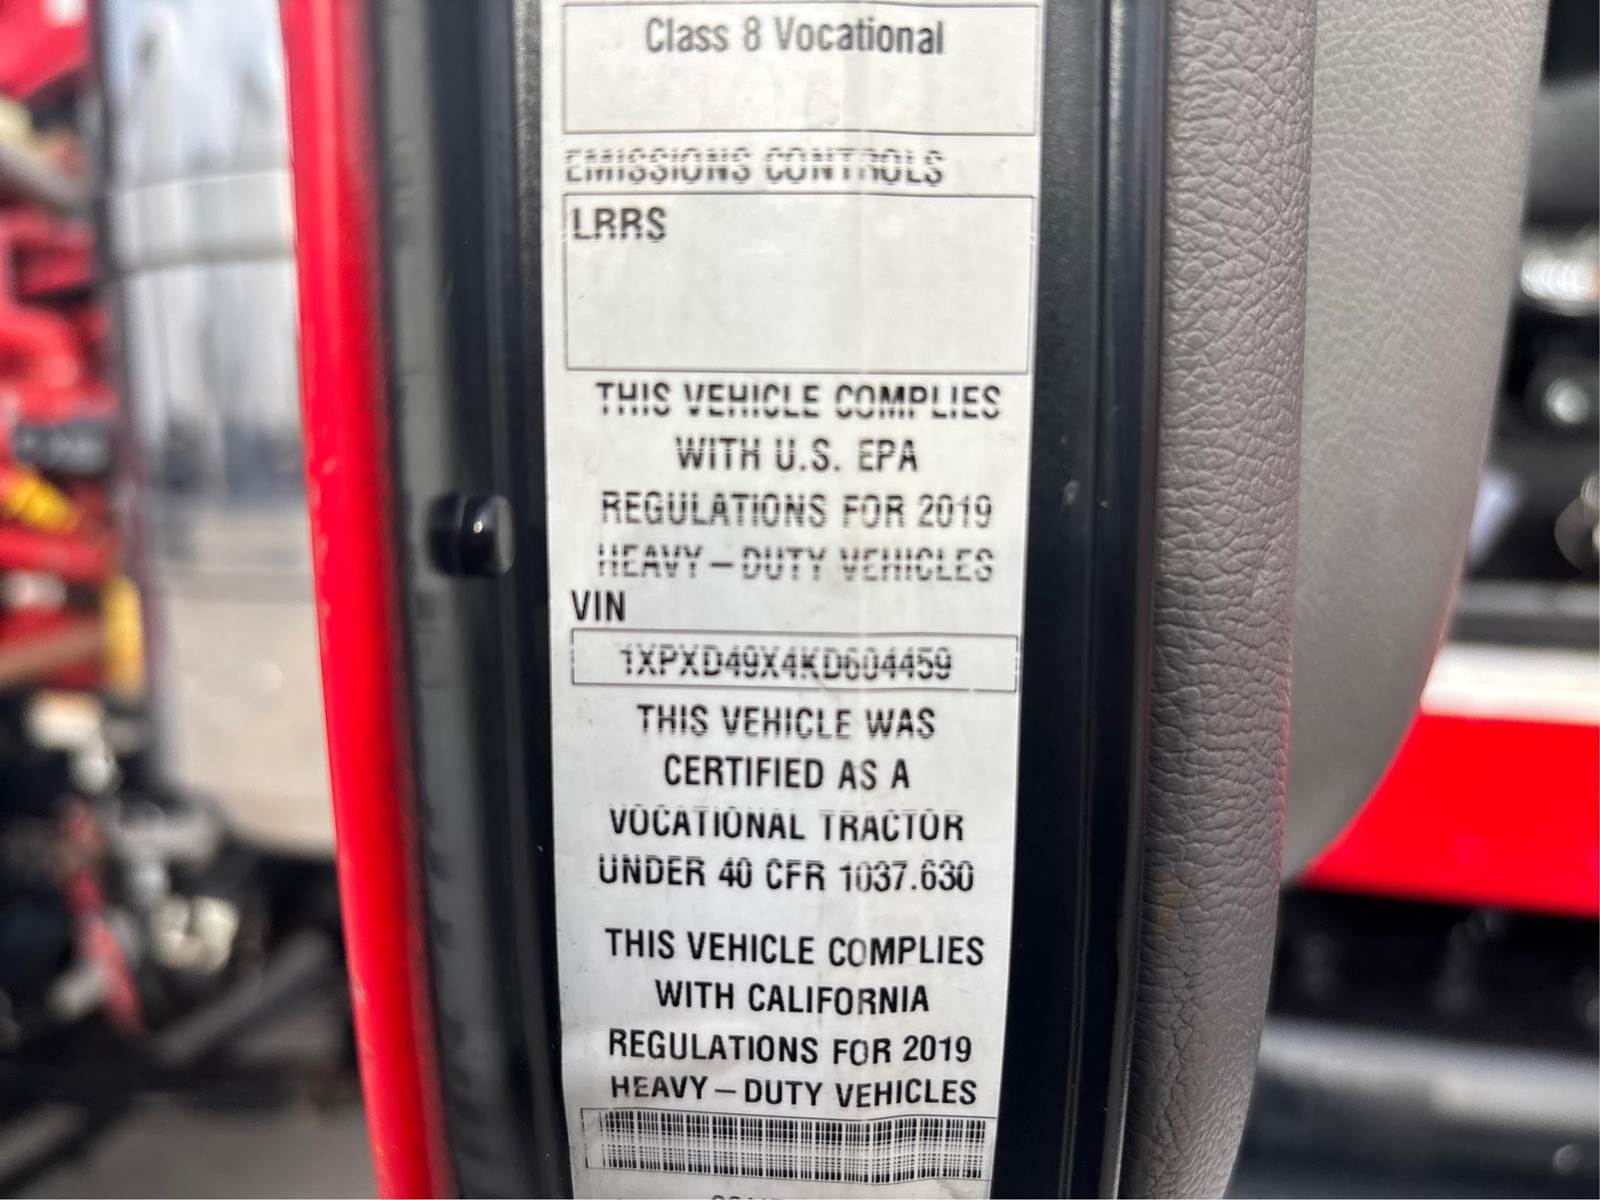 Class 8 Vocational
EMISSIONS CONTROLS
LRRS
THIS VEHICLE COMPLIES
WITH U.S. EPA
REGULATIONS FOR 2019
HEAVY – DUTY VEHICLES
VIN
1XPXD49X4KD604459
THIS VEHICLE WAS
CERTIFIED AS A
VOCATIONAL TRACTOR
UNDER 40 CFR 1037.630
THIS VEHICLE COMPLIES
WITH CALIFORNIA
REGULATIONS FOR 2019
HEAVY – DUTY VEHICLES